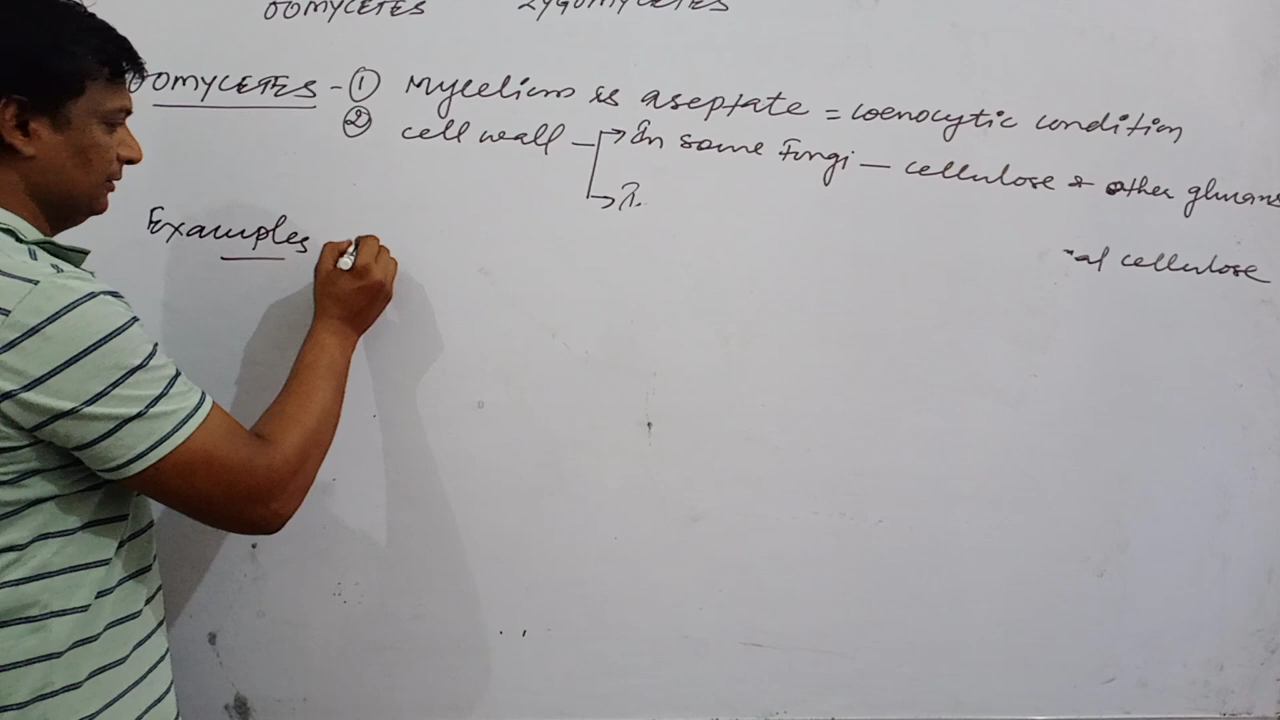 OOMYCETES ZYGOMYCETES
OOMYCETES - ① Mycelium is aseptate = coenocytic condition
② cell wall → In some Fungi — cellulose & other glucans
Examples
cellulose